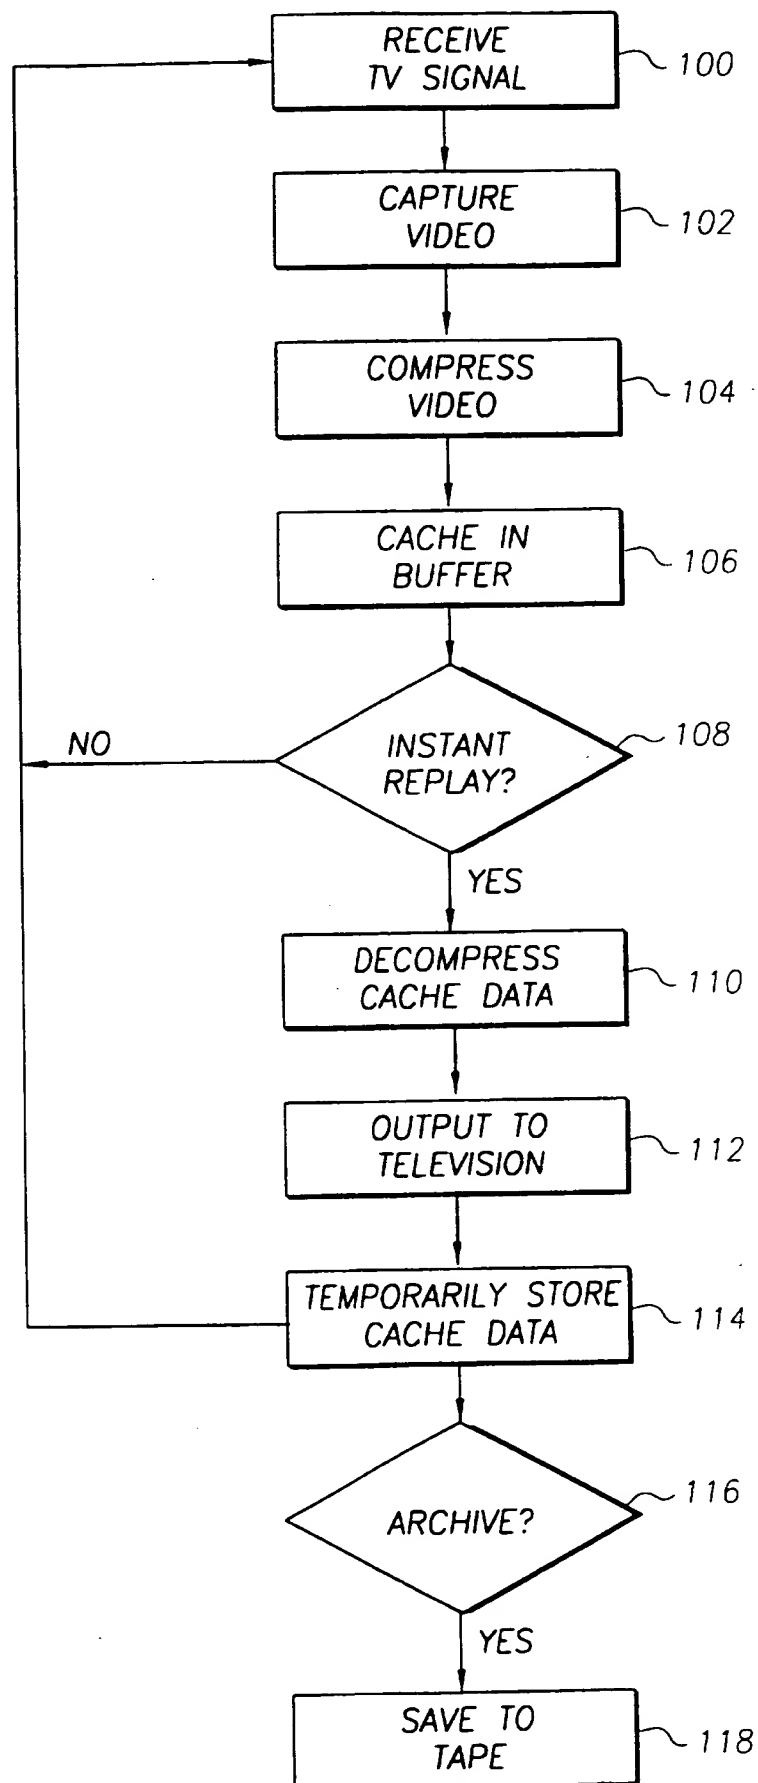 RECEIVE
TV SIGNAL
100
CAPTURE
VIDEO
102
COMPRESS
VIDEO
104
CACHE IN
BUFFER
106
INSTANT
REPLAY?
108
NO
YES
DECOMPRESS
CACHE DATA
110
OUTPUT TO
TELEVISION
112
TEMPORARILY STORE
CACHE DATA
114
ARCHIVE?
116
YES
SAVE TO
TAPE
118